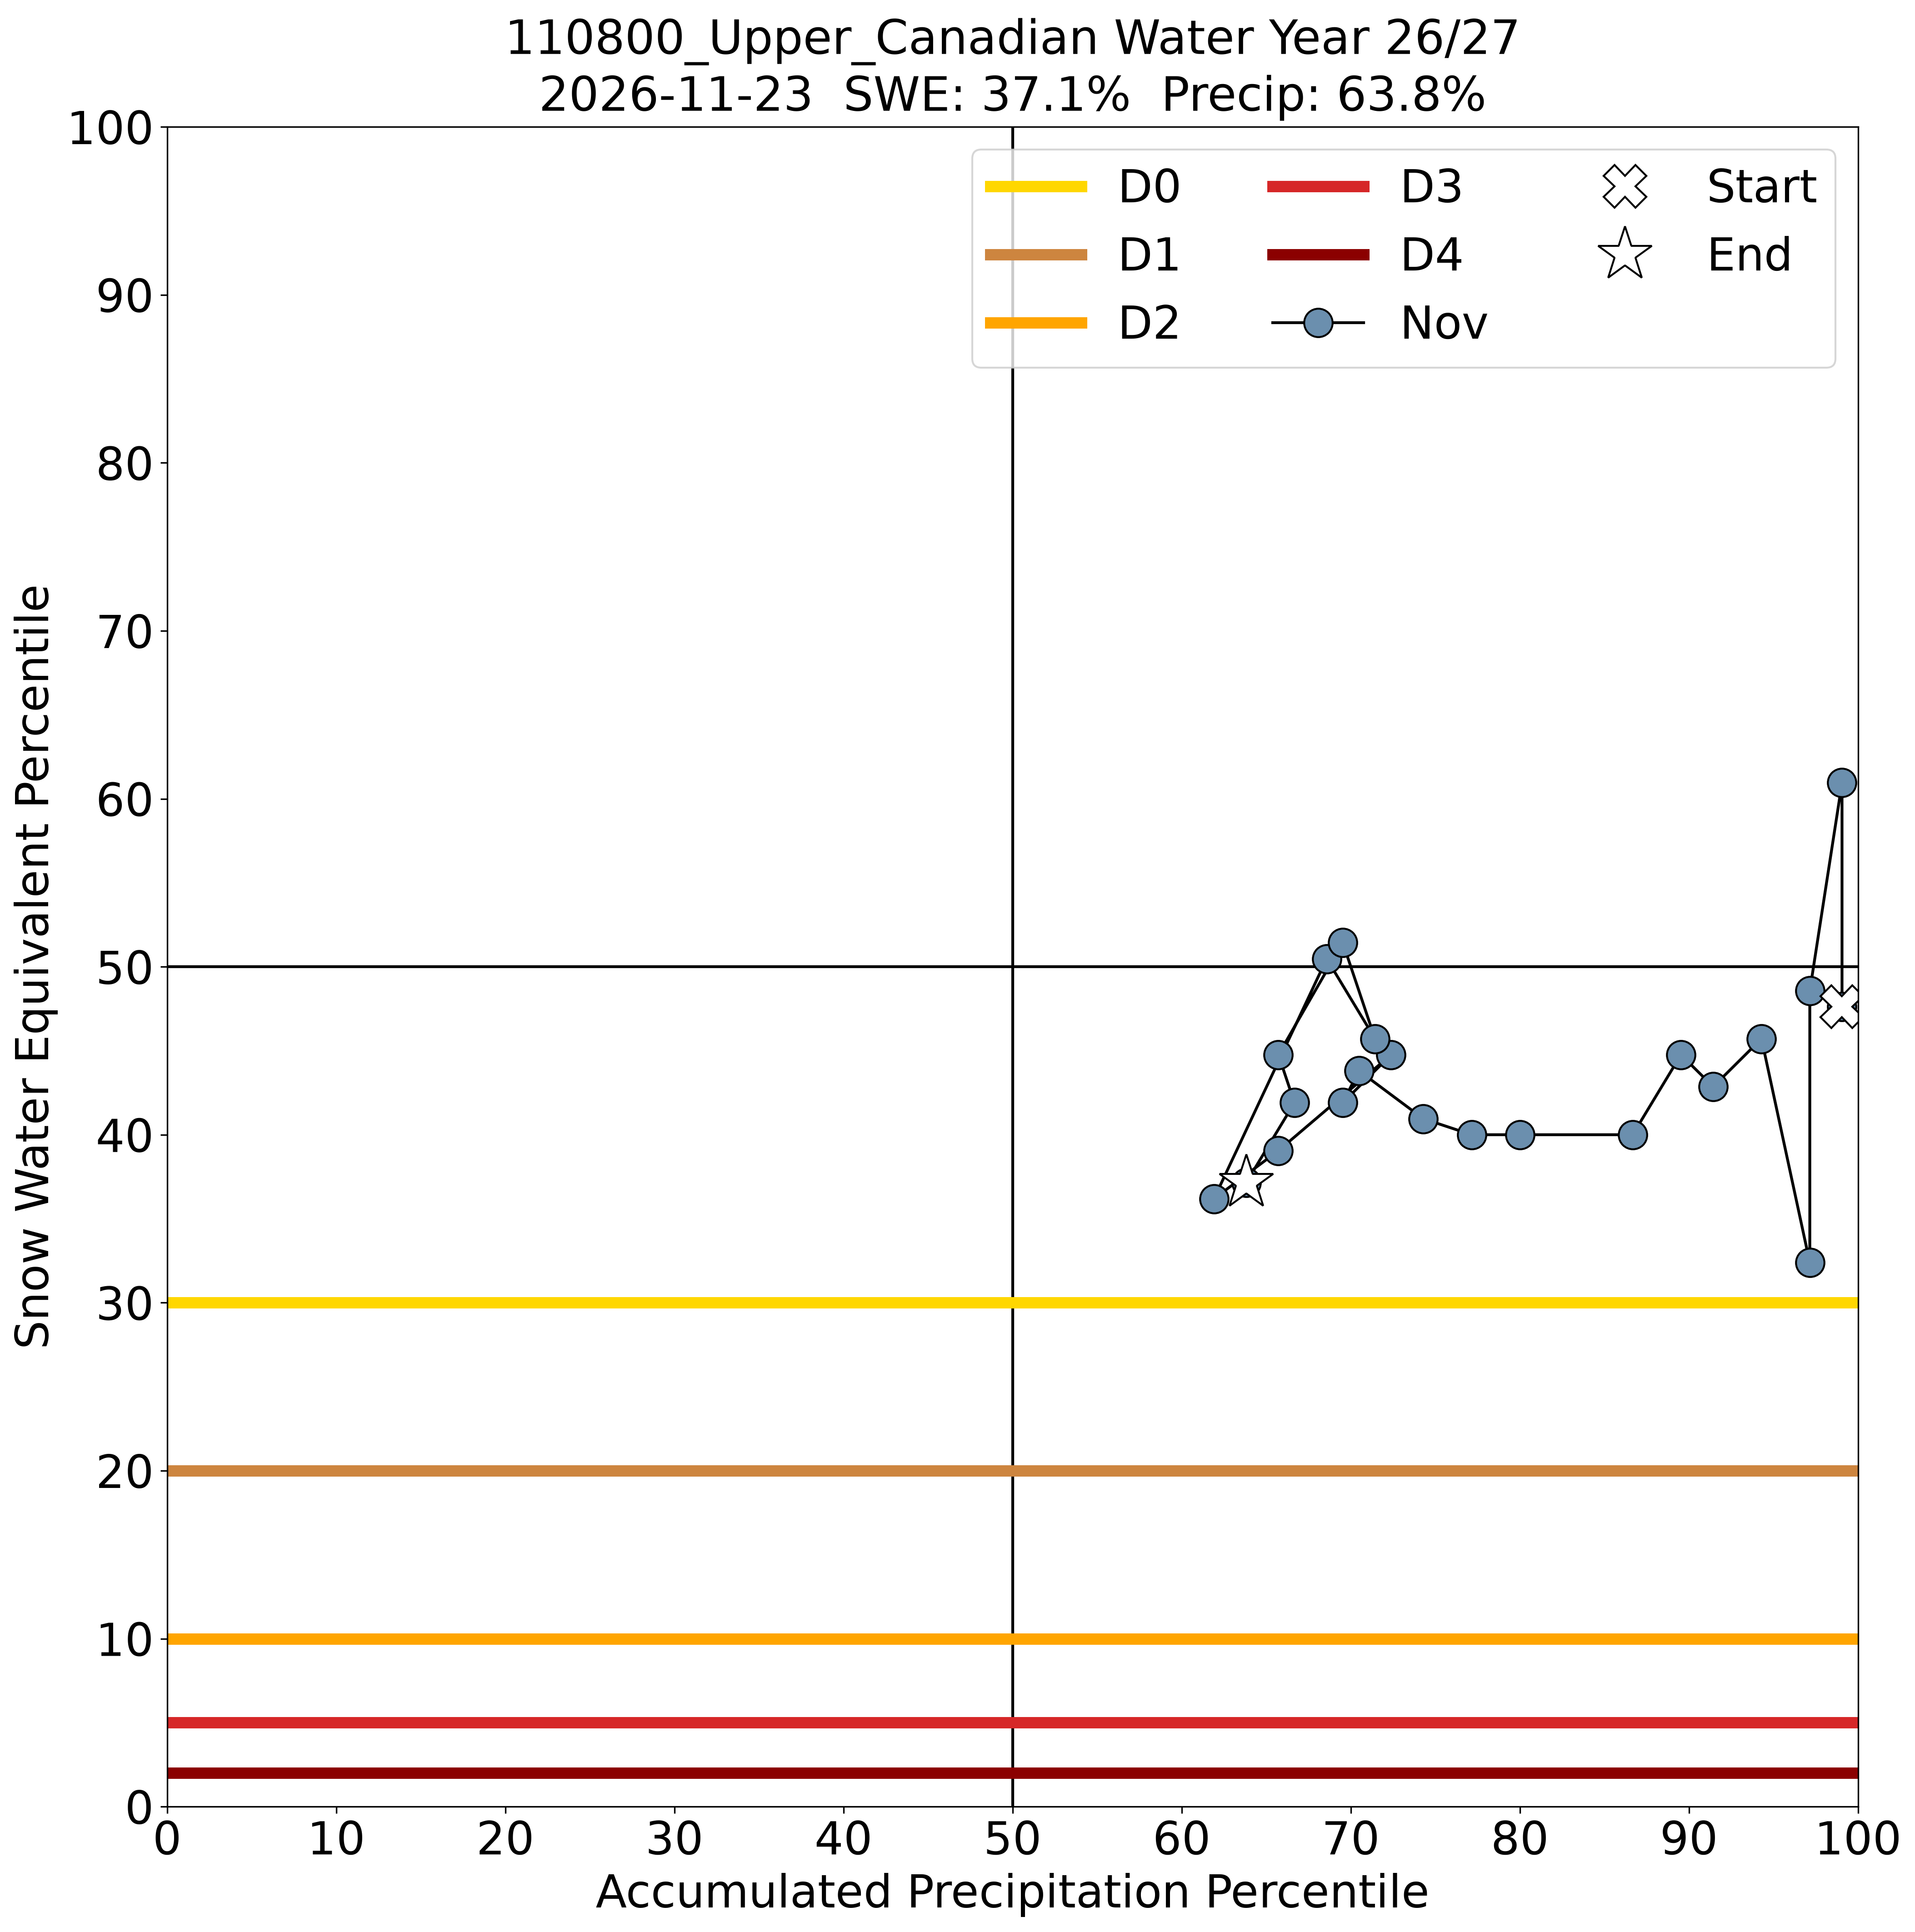 110800_Upper_Canadian Water Year 26/27
2026-11-23 SWE: 37.1% Precip: 63.8%
D0
D1
D2
D3
D4
Nov
Start
End
Snow Water Equivalent Percentile
100
90
80
70
60
50
40
30
20
10
0
0 10 20 30 40 50 60 70 80 90 100
Accumulated Precipitation Percentile